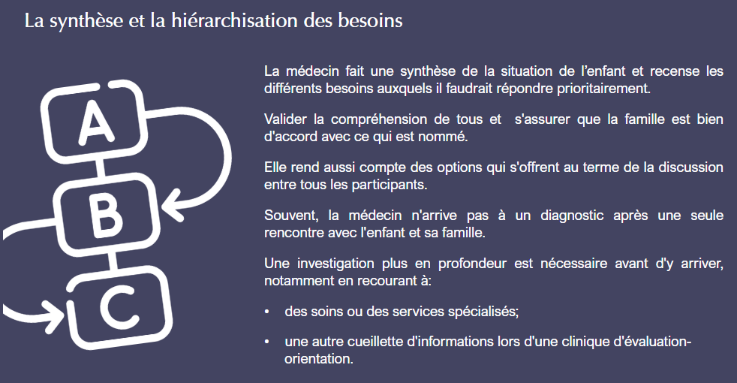 La synthèse et la hiérarchisation des besoins
La médecin fait une synthèse de la situation de l'enfant et recense les
différents besoins auxquels il faudrait répondre prioritairement.
Valider la compréhension de tous et s'assurer que la famille est bien
d'accord avec ce qui est nommé.
Elle rend aussi compte des options qui s'offrent au terme de la discussion
entre tous les participants.
Souvent, la médecin n'arrive pas à un diagnostic après une seule
rencontre avec l'enfant et sa famille.
Une investigation plus en profondeur est nécessaire avant d'y arriver,
notamment en recourant à:
• des soins ou des services spécialisés;
• une autre cueillette d'informations lors d'une clinique d'évaluation-
orientation.
A
B
C